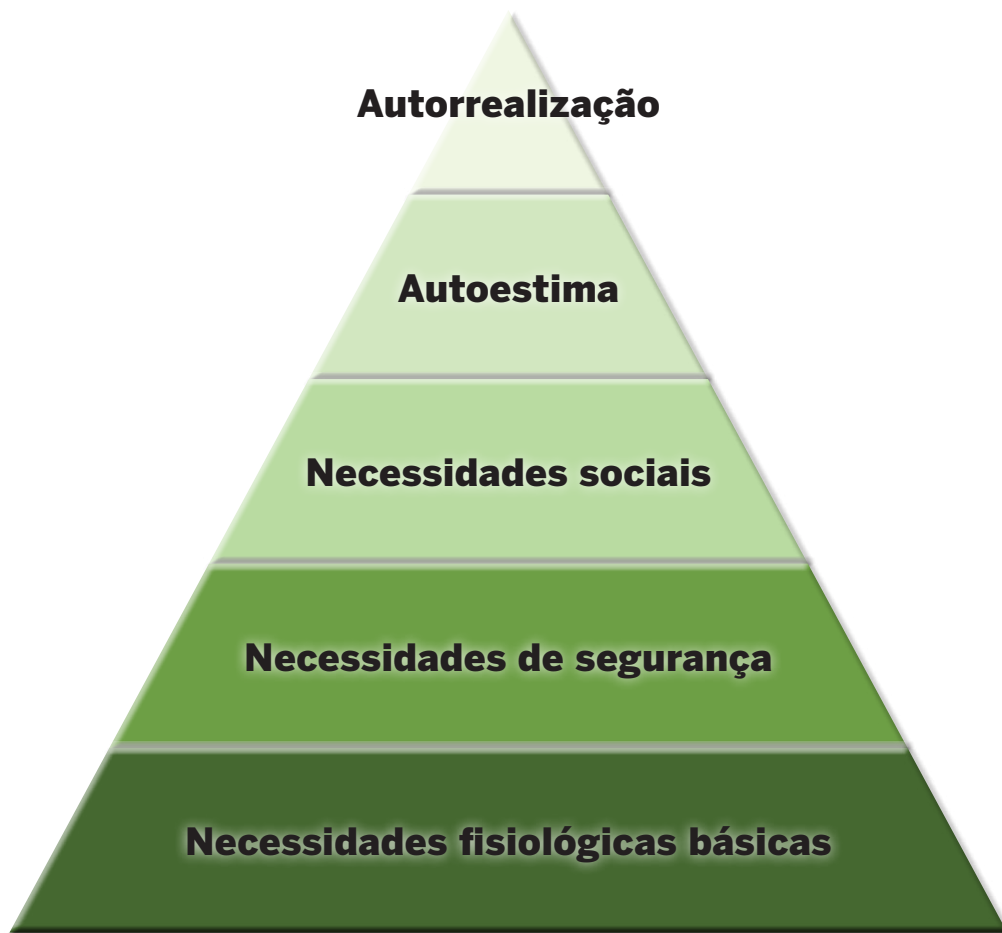 Autorrealização
Autoestima
Necessidades sociais
Necessidades de segurança
Necessidades fisiológicas básicas